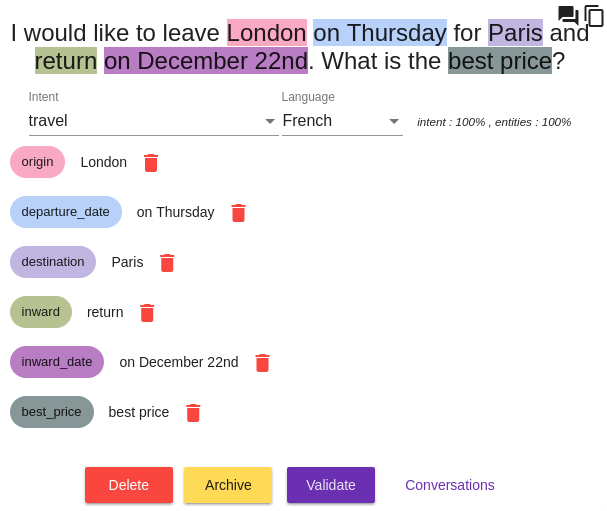 I would like to leave London on Thursday for Paris and
return on December 22nd. What is the best price?
Intent
Language
travel
French
intent : 100% , entities : 100%
origin London
departure_date on Thursday
destination Paris
inward return
inward_date on December 22nd
best_price best price
Delete Archive Validate Conversations